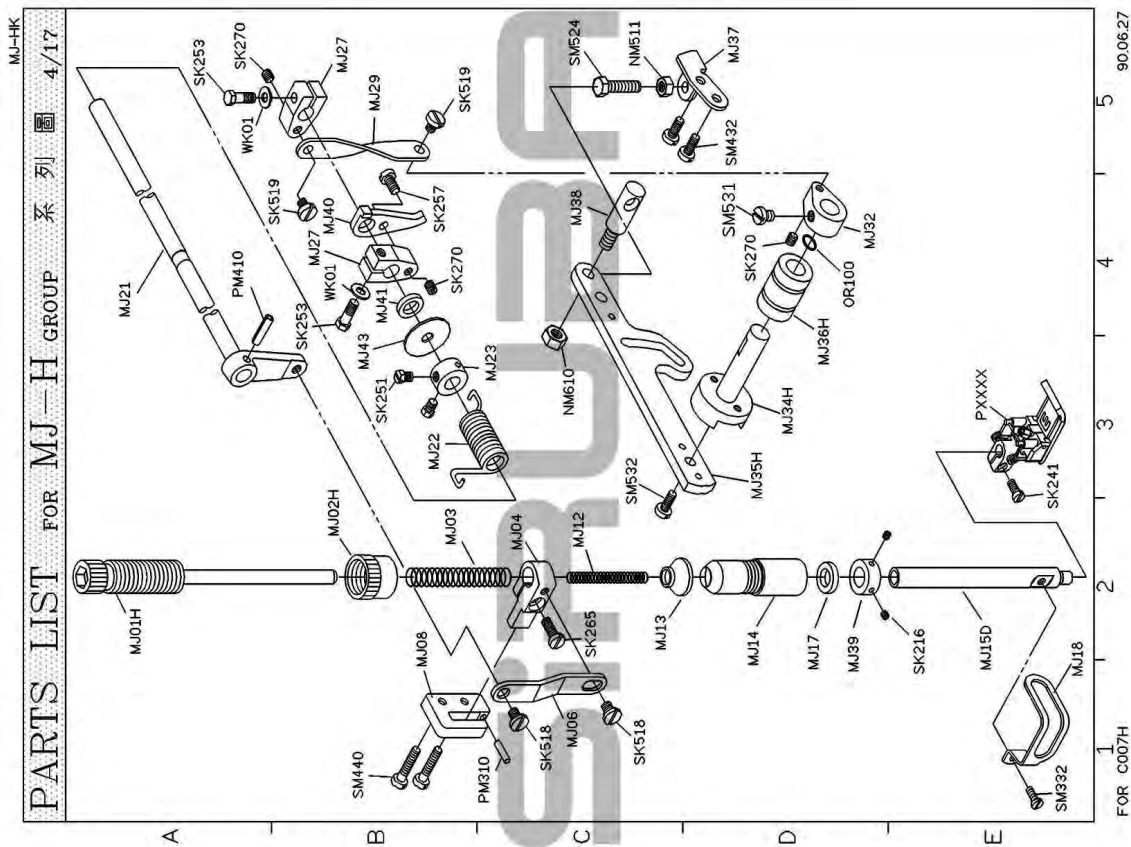 MJ-HK
PARTS LIST FOR MJ-H GROUP 系 列 圖 4/17
A
B
C
D
E
1
2
3
4
5
FOR C007H
90.06.27
SiRUBA
MJ01H
MJ02H
MJ03
MJ04
MJ12
MJ13
MJ14
MJ17
MJ39
SK216
MJ15D
MJ18
SM332
SM440
MJ08
PM310
SK518
MJ06
SK518
SK265
MJ21
PM410
SK253
SK270
MJ27
WK01
MJ29
SK519
SK519
MJ40
SK257
MJ27
WK01
SK253
SK270
MJ41
MJ43
MJ23
SK251
MJ22
SM524
NM511
MJ37
SM432
MJ38
NM610
SM531
SK270
MJ32
OR100
MJ36H
MJ34H
MJ35H
SM532
PXXXX
SK241